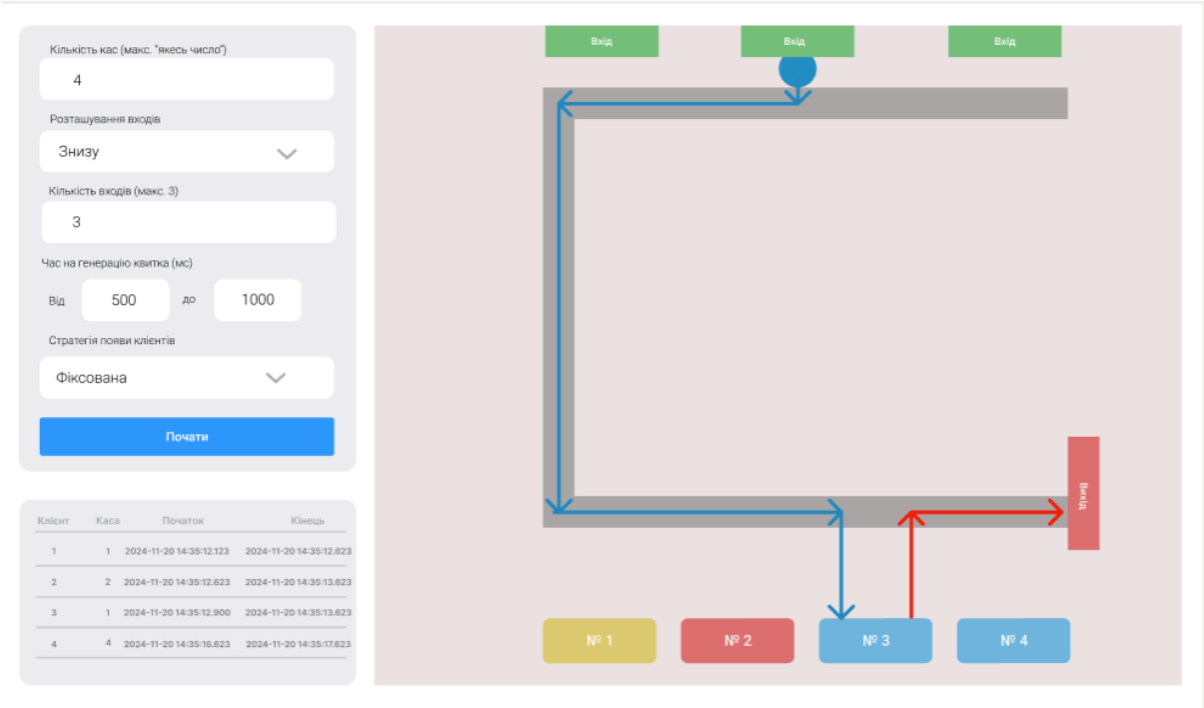 Кількість кас (макс. "якесь число")
4
Розташування входів
Знизу
Кількість входів (макс. 3)
3
Час на генерацію квитка (мс)
Від 500 до 1000
Стратегія появи клієнтів
Фіксована
Почати
Клієнт Каса Початок Кінець
1 1 2024-11-20 14:35:12.123 2024-11-20 14:35:12.623
2 2 2024-11-20 14:35:12.623 2024-11-20 14:35:13.623
3 1 2024-11-20 14:35:12.900 2024-11-20 14:35:13.623
4 4 2024-11-20 14:35:16.623 2024-11-20 14:35:17.623
Вхід Вхід Вхід
Вихід
№ 1 № 2 № 3 № 4